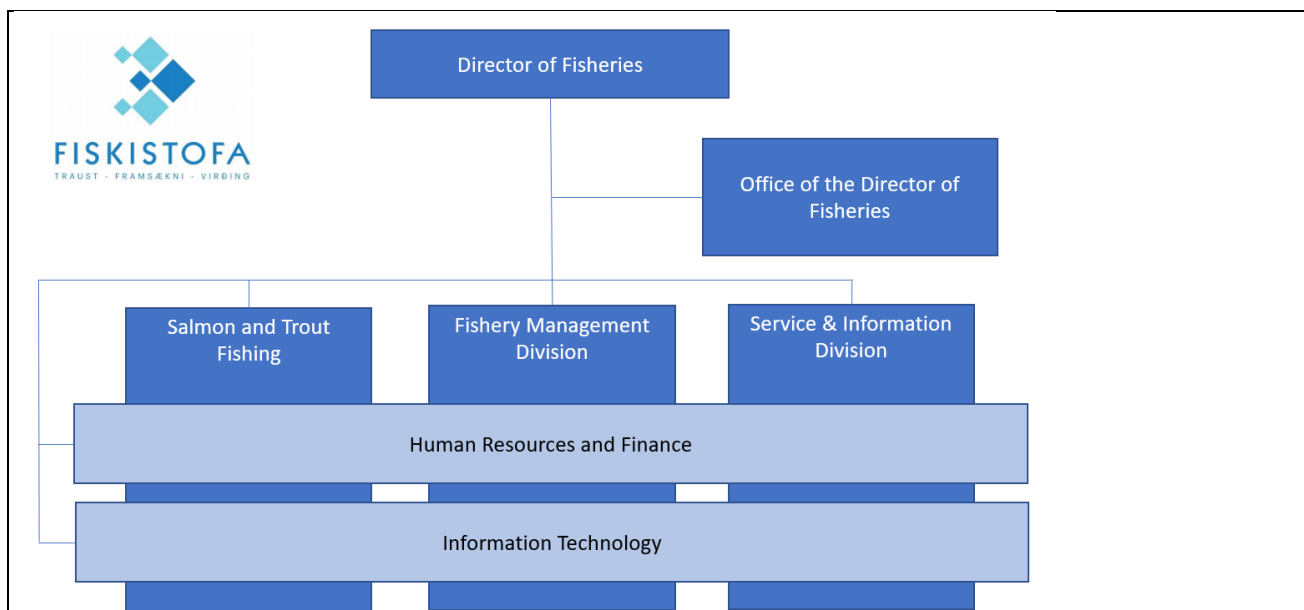 Director of Fisheries
FISKISTOFA
TRAUST - FRAMSÆKNI - VIRÐING
Office of the Director of
Fisheries
Salmon and Trout
Fishing
Fishery Management
Division
Service & Information
Division
Human Resources and Finance
Information Technology